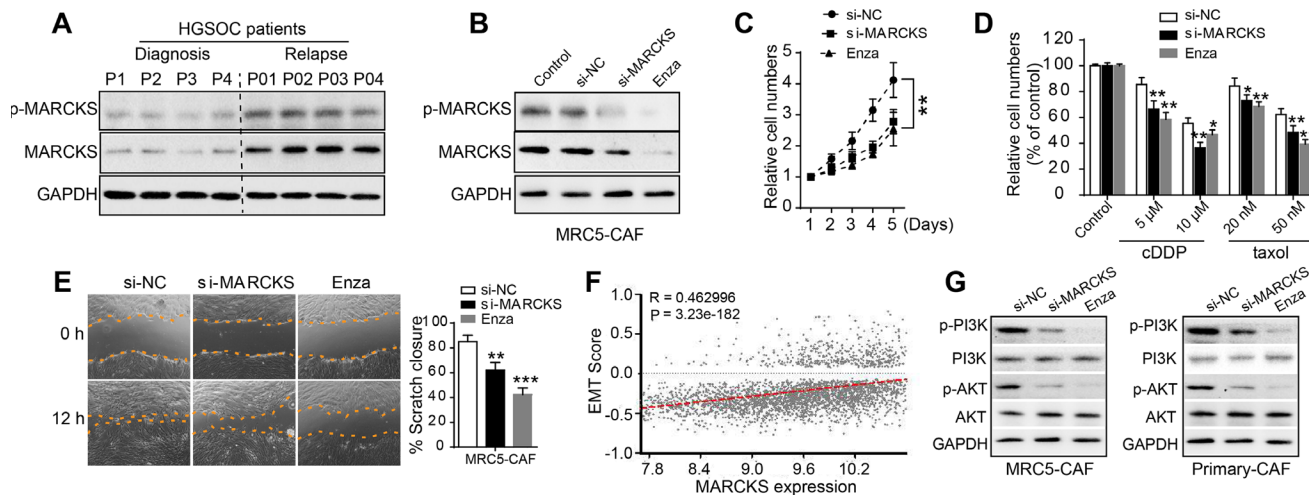 A
HGSOC patients
Diagnosis Relapse
P1 P2 P3 P4 P01 P02 P03 P04
p-MARCKS
MARCKS
GAPDH
B
Control si-NC si-MARCKS Enza
p-MARCKS
MARCKS
GAPDH
MRC5-CAF
C
si-NC
si-MARCKS
Enza
Relative cell numbers
5
4
3
2
1
0
**
1 2 3 4 5 (Days)
D
si-NC
si-MARCKS
Enza
Relative cell numbers
(% of control)
120
100
80
60
40
20
0
** ** ** * * ** ** **
Control 5 μM 10 μM 20 nM 50 nM
cDDP taxol
E
si-NC si-MARCKS Enza
0 h
12 h
si-NC
si-MARCKS
Enza
% Scratch closure
100
80
60
40
20
0
** ***
MRC5-CAF
F
R = 0.462996
P = 3.23e-182
EMT Score
1.0
0.5
0.0
-0.5
-1.0
7.8 8.4 9.0 9.6 10.2
MARCKS expression
G
si-NC si-MARCKS Enza
p-PI3K
PI3K
p-AKT
AKT
GAPDH
MRC5-CAF
si-NC si-MARCKS Enza
p-PI3K
PI3K
p-AKT
AKT
GAPDH
Primary-CAF